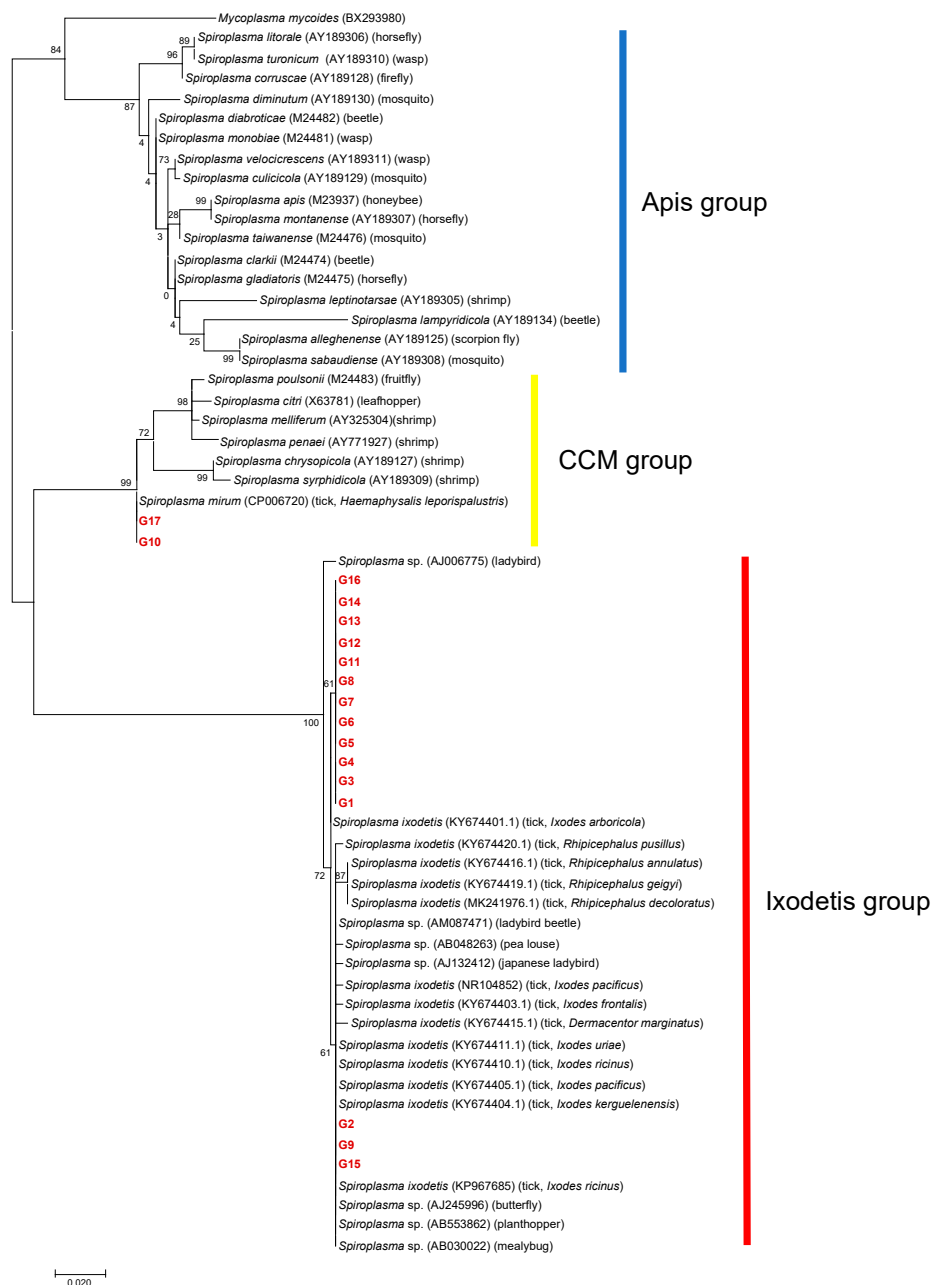 Mycoplasma mycoides (BX293980)
Spiroplasma litorale (AY189306) (horsefly)
89
84
Spiroplasma turonicum (AY189310) (wasp)
96
Spiroplasma corruscae (AY189128) (firefly)
Spiroplasma diminutum (AY189130) (mosquito)
87
Spiroplasma diabroticae (M24482) (beetle)
4
Spiroplasma monobiae (M24481) (wasp)
73
Spiroplasma velocicrescens (AY189311) (wasp)
4
Spiroplasma culicicola (AY189129) (mosquito)
99
Spiroplasma apis (M23937) (honeybee)
Apis group
28
Spiroplasma montanense (AY189307) (horsefly)
3
Spiroplasma taiwanense (M24476) (mosquito)
Spiroplasma clarkii (M24474) (beetle)
Spiroplasma gladiatoris (M24475) (horsefly)
0
Spiroplasma leptinotarsae (AY189305) (shrimp)
4
Spiroplasma lampyridicola (AY189134) (beetle)
25
Spiroplasma alleghenense (AY189125) (scorpion fly)
99
Spiroplasma sabaudiense (AY189308) (mosquito)
Spiroplasma poulsonii (M24483) (fruitfly)
98
Spiroplasma citri (X63781) (leafhopper)
Spiroplasma melliferum (AY325304)(shrimp)
72
Spiroplasma penaei (AY771927) (shrimp)
CCM group
Spiroplasma chrysopicola (AY189127) (shrimp)
99
Spiroplasma syrphidicola (AY189309) (shrimp)
99
Spiroplasma mirum (CP006720) (tick, Haemaphysalis leporispalustris)
G17
G10
Spiroplasma sp. (AJ006775) (ladybird)
G16
G14
G13
G12
G11
G8
61
G7
G6
100
G5
G4
G3
G1
Spiroplasma ixodetis (KY674401.1) (tick, Ixodes arboricola)
Spiroplasma ixodetis (KY674420.1) (tick, Rhipicephalus pusillus)
Spiroplasma ixodetis (KY674416.1) (tick, Rhipicephalus annulatus)
72
87
Spiroplasma ixodetis (KY674419.1) (tick, Rhipicephalus geigyi)
Spiroplasma ixodetis (MK241976.1) (tick, Rhipicephalus decoloratus)
Ixodetis group
Spiroplasma sp. (AM087471) (ladybird beetle)
Spiroplasma sp. (AB048263) (pea louse)
Spiroplasma sp. (AJ132412) (japanese ladybird)
Spiroplasma ixodetis (NR104852) (tick, Ixodes pacificus)
Spiroplasma ixodetis (KY674403.1) (tick, Ixodes frontalis)
Spiroplasma ixodetis (KY674415.1) (tick, Dermacentor marginatus)
Spiroplasma ixodetis (KY674411.1) (tick, Ixodes uriae)
61
Spiroplasma ixodetis (KY674410.1) (tick, Ixodes ricinus)
Spiroplasma ixodetis (KY674405.1) (tick, Ixodes pacificus)
Spiroplasma ixodetis (KY674404.1) (tick, Ixodes kerguelenensis)
G2
G9
G15
Spiroplasma ixodetis (KP967685) (tick, Ixodes ricinus)
Spiroplasma sp. (AJ245996) (butterfly)
Spiroplasma sp. (AB553862) (planthopper)
Spiroplasma sp. (AB030022) (mealybug)
0.020